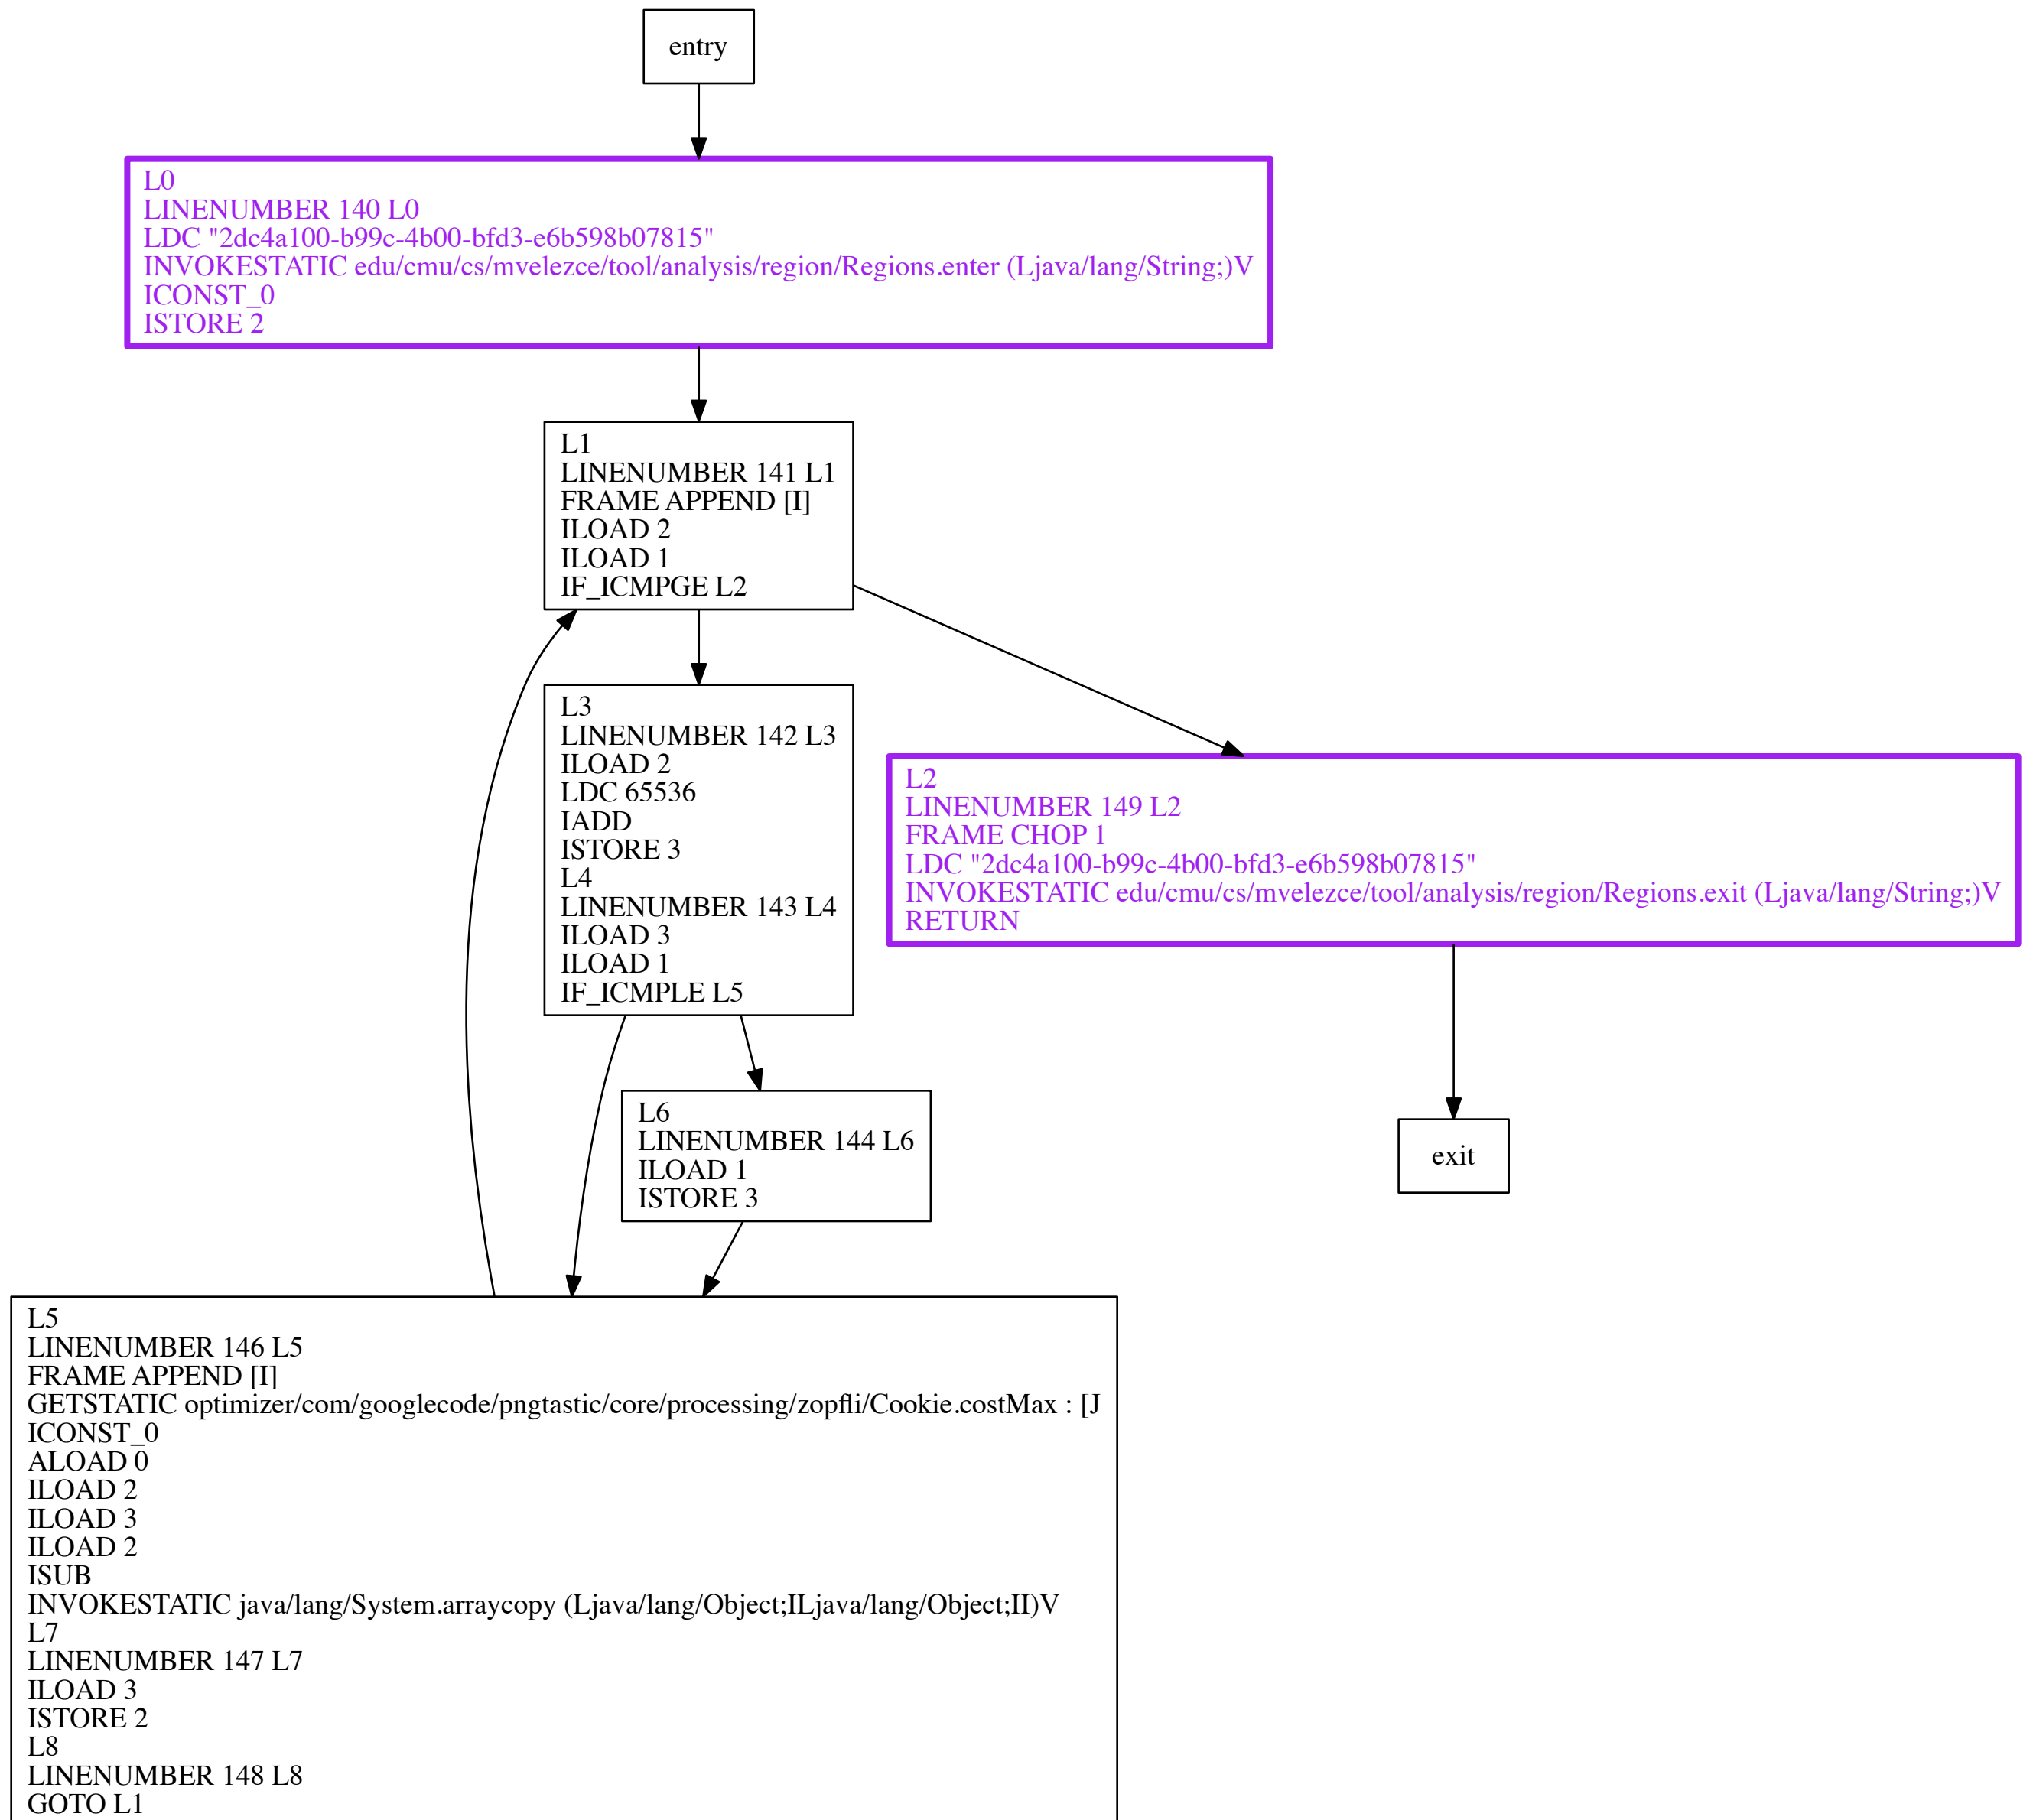 entry
L0
LINENUMBER 140 L0
LDC "2dc4a100-b99c-4b00-bfd3-e6b598b07815"
INVOKESTATIC edu/cmu/cs/mvelezce/tool/analysis/region/Regions.enter (Ljava/lang/String;)V
ICONST_0
ISTORE 2
L1
LINENUMBER 141 L1
FRAME APPEND [I]
ILOAD 2
ILOAD 1
IF_ICMPGE L2
L3
LINENUMBER 142 L3
ILOAD 2
LDC 65536
IADD
ISTORE 3
L4
LINENUMBER 143 L4
ILOAD 3
ILOAD 1
IF_ICMPLE L5
L2
LINENUMBER 149 L2
FRAME CHOP 1
LDC "2dc4a100-b99c-4b00-bfd3-e6b598b07815"
INVOKESTATIC edu/cmu/cs/mvelezce/tool/analysis/region/Regions.exit (Ljava/lang/String;)V
RETURN
L6
LINENUMBER 144 L6
ILOAD 1
ISTORE 3
exit
L5
LINENUMBER 146 L5
FRAME APPEND [I]
GETSTATIC optimizer/com/googlecode/pngtastic/core/processing/zopfli/Cookie.costMax : [J
ICONST_0
ALOAD 0
ILOAD 2
ILOAD 3
ILOAD 2
ISUB
INVOKESTATIC java/lang/System.arraycopy (Ljava/lang/Object;ILjava/lang/Object;II)V
L7
LINENUMBER 147 L7
ILOAD 3
ISTORE 2
L8
LINENUMBER 148 L8
GOTO L1